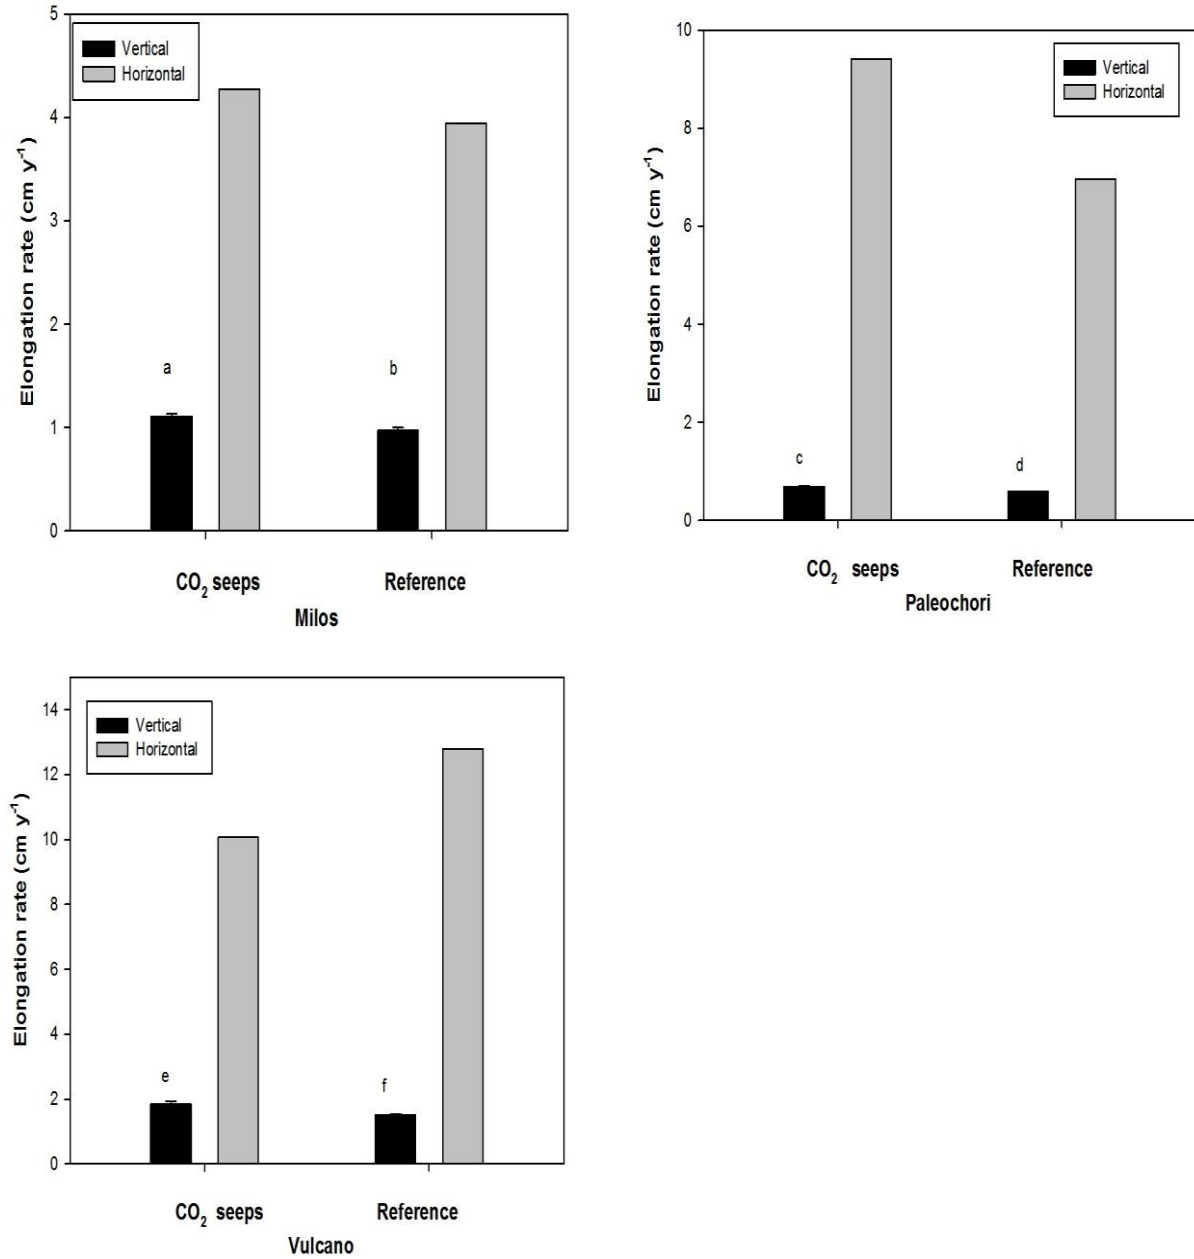 Elongation rate (cm y⁻¹)
5
4
3
2
1
0
Vertical
Horizontal
a
b
CO₂ seeps
Reference
Milos
Elongation rate (cm y⁻¹)
10
8
6
4
2
0
Vertical
Horizontal
c
d
CO₂ seeps
Reference
Paleochori
Elongation rate (cm y⁻¹)
14
12
10
8
6
4
2
0
Vertical
Horizontal
e
f
CO₂ seeps
Reference
Vulcano